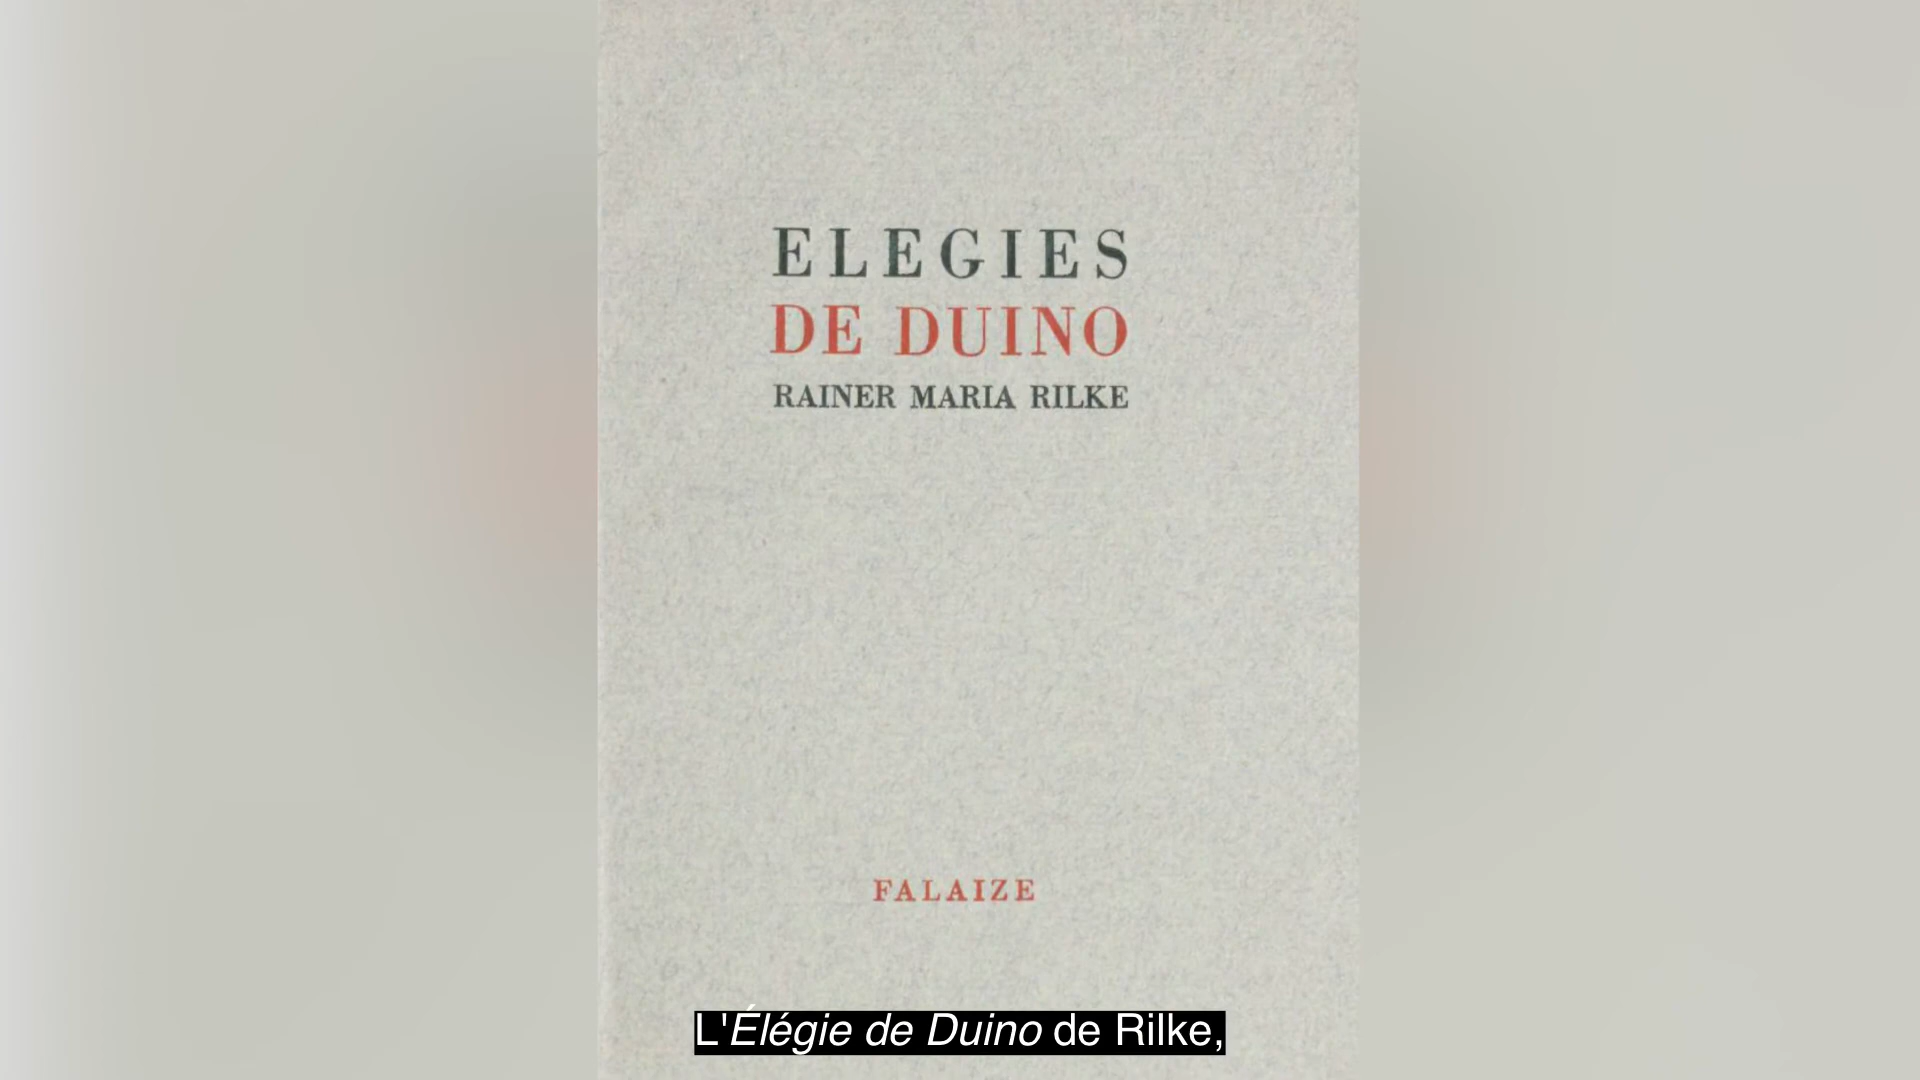 ELEGIES
DE DUINO
RAINER MARIA RILKE
FALAIZE
L'Élégie de Duino de Rilke,